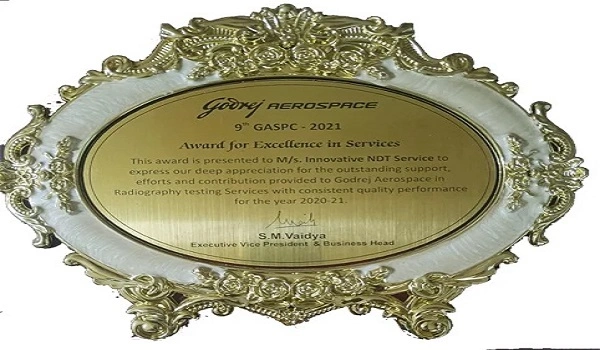 Godrej AEROSPACE
9th GASPC - 2021
Award for Excellence in Services
This award is presented to M/s. Innovative NDT Service to
express our deep appreciation for the outstanding support,
efforts and contribution provided to Godrej Aerospace in
Radiography testing Services with consistent quality performance
for the year 2020-21.
S.M.Vaidya
Executive Vice President & Business Head